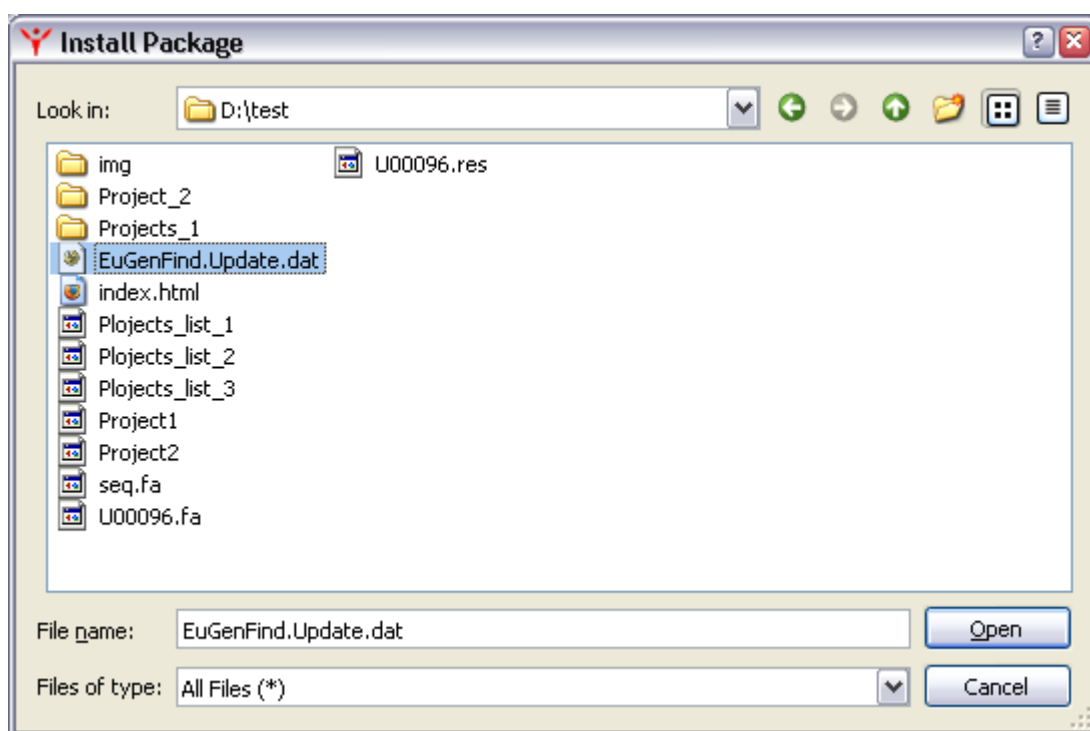 Install Package
Look in: D:\test
img
Project_2
Projects_1
EuGenFind.Update.dat
index.html
Plojects_list_1
Plojects_list_2
Plojects_list_3
Project1
Project2
seq.fa
U00096.fa
U00096.res
File name: EuGenFind.Update.dat Open
Files of type: All Files (*) Cancel